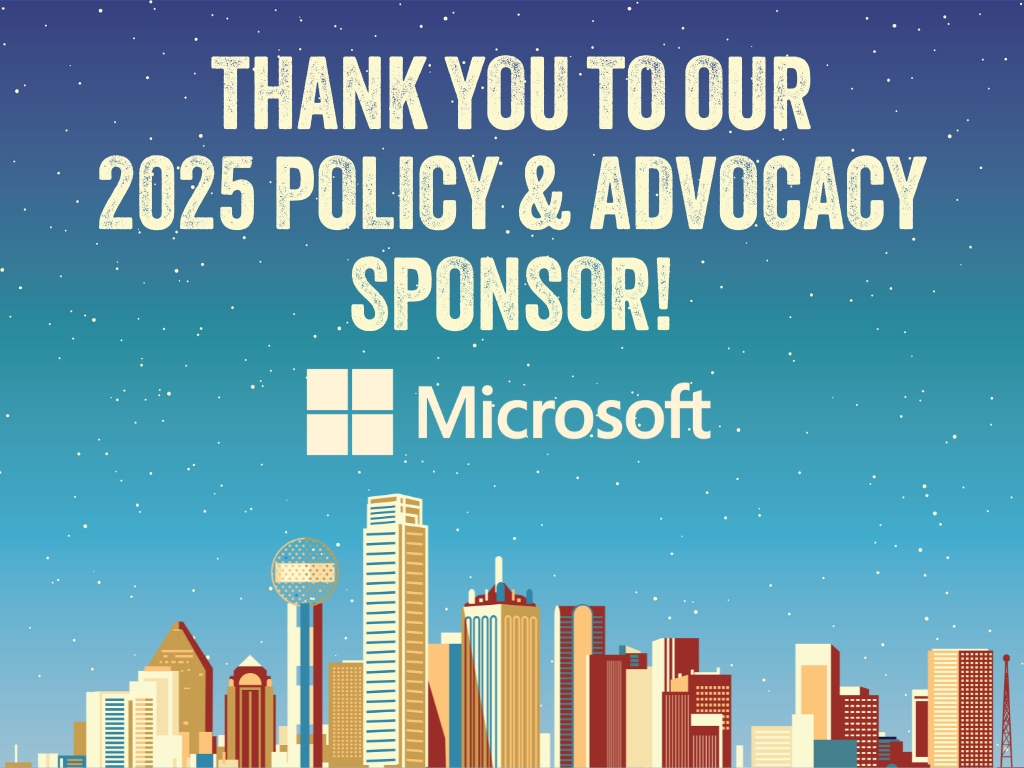 THANK YOU TO OUR
2025 POLICY & ADVOCACY
SPONSOR!
Microsoft